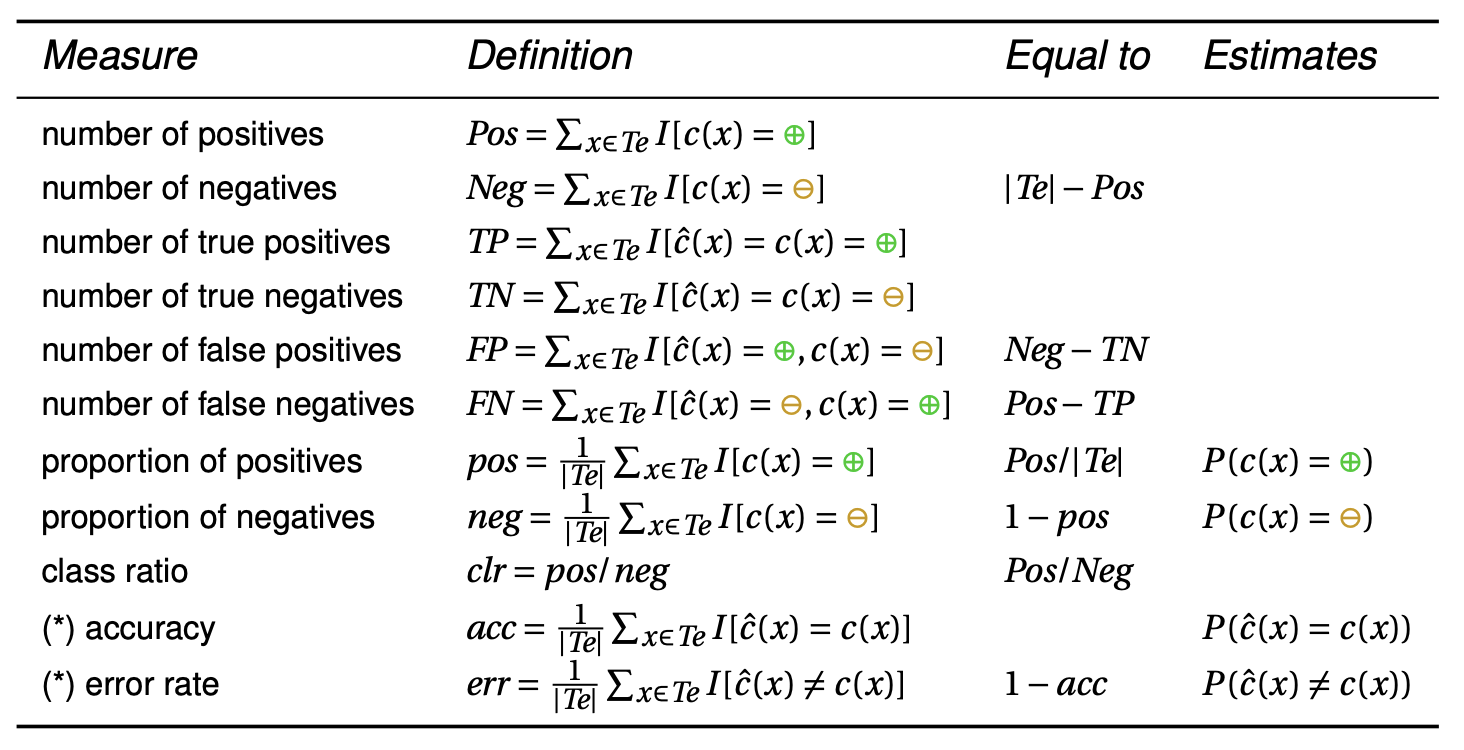 Measure Definition Equal to Estimates
number of positives Pos = ∑x∈Te I[c(x) = ⊕]
number of negatives Neg = ∑x∈Te I[c(x) = ⊖] |Te| − Pos
number of true positives TP = ∑x∈Te I[ĉ(x) = c(x) = ⊕]
number of true negatives TN = ∑x∈Te I[ĉ(x) = c(x) = ⊖]
number of false positives FP = ∑x∈Te I[ĉ(x) = ⊕, c(x) = ⊖] Neg − TN
number of false negatives FN = ∑x∈Te I[ĉ(x) = ⊖, c(x) = ⊕] Pos − TP
proportion of positives pos = 1/|Te| ∑x∈Te I[c(x) = ⊕] Pos/|Te| P(c(x) = ⊕)
proportion of negatives neg = 1/|Te| ∑x∈Te I[c(x) = ⊖] 1 − pos P(c(x) = ⊖)
class ratio clr = pos/neg Pos/Neg
(*) accuracy acc = 1/|Te| ∑x∈Te I[ĉ(x) = c(x)] P(ĉ(x) = c(x))
(*) error rate err = 1/|Te| ∑x∈Te I[ĉ(x) ≠ c(x)] 1 − acc P(ĉ(x) ≠ c(x))